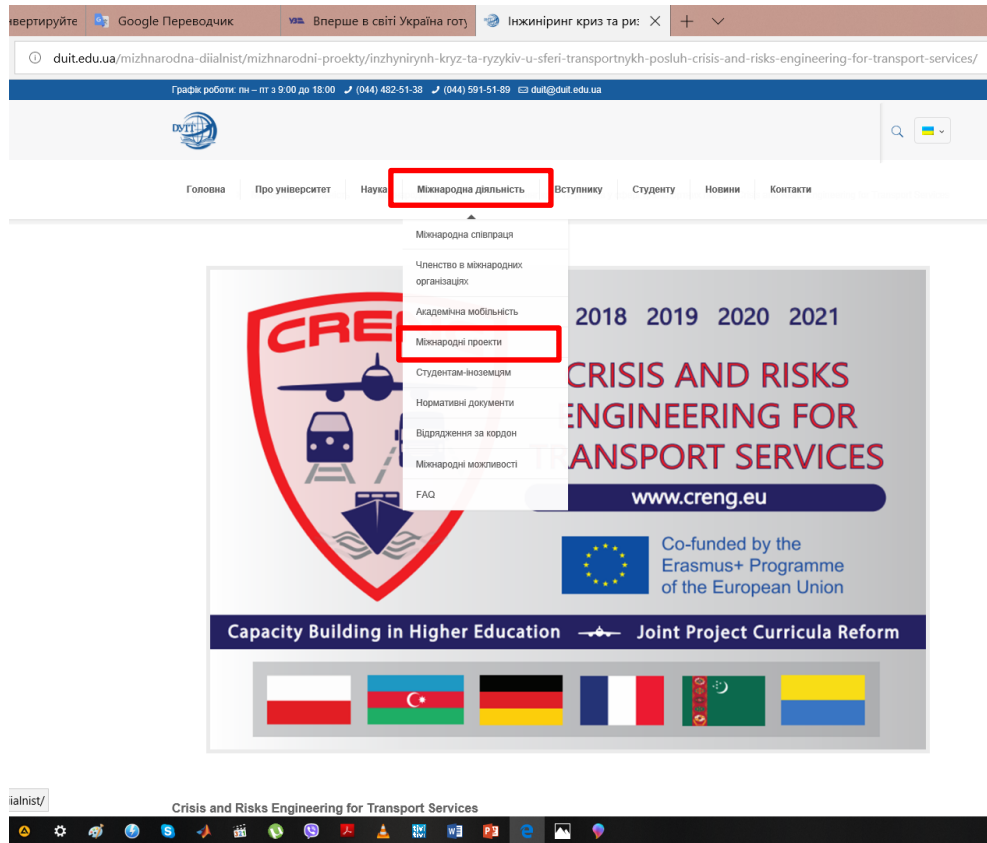 нвертируйте
Google Переводчик
Вперше в світі Україна готу
Інжиніринг криз та риз
duit.edu.ua/mizhnarodna-diialnist/mizhnarodni-proekty/inzhynirynh-kryz-ta-ryzykiv-u-sferi-transportnykh-posluh-crisis-and-risks-engineering-for-transport-services/
Графік роботи: пн – пт з 9:00 до 18:00 (044) 482-51-38 (044) 591-51-89 duit@duit.edu.ua
ДУІТ
Головна Про університет Наука Міжнародна діяльність Вступнику Студенту Новини Контакти
Міжнародна співпраця
Членство в міжнародних
організаціях
Академічна мобільність
Міжнародні проекти
Студентам-іноземцям
Нормативні документи
Відрядження за кордон
Міжнародні можливості
FAQ
CREN
2018 2019 2020 2021
CRISIS AND RISKS
ENGINEERING FOR
TRANSPORT SERVICES
www.creng.eu
Co-funded by the
Erasmus+ Programme
of the European Union
Capacity Building in Higher Education Joint Project Curricula Reform
iialnist/
Crisis and Risks Engineering for Transport Services